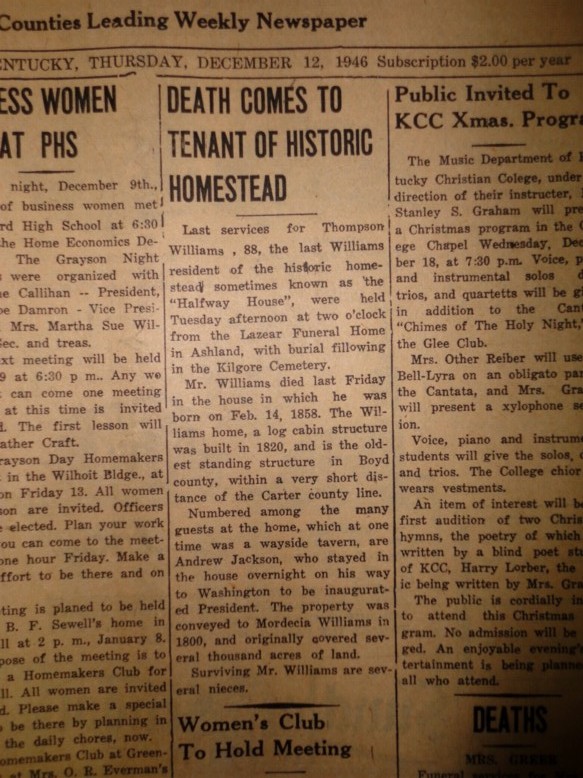 Counties Leading Weekly Newspaper
ENTUCKY, THURSDAY, DECEMBER 12, 1946 Subscription $2.00 per year
ESS WOMEN
AT PHS
night, December 9th.,
of business women met
rd High School at 6:30
the Home Economics De-
The Grayson Night
s were organized with
ne Callihan -- President,
be Damron - Vice Presi-
Mrs. Martha Sue Wil-
Sec. and treas.
ext meeting will be held
9 at 6:30 p m.. Any we
t can come one meeting
at this time is invited
d. The first lesson will
eather Craft.
rayson Day Homemakers
t in the Wilhoit Bldge., at
on Friday 13. All women
son are invited. Officers
e elected. Plan your work
ou can come to the meet-
one hour Friday. Make a
effort to be there and on
ting is planed to be held
B. F. Sewell's home in
ll at 2 p. m., January 8.
pose of the meeting is to
a Homemakers Club for
ll. All women are invited
d. Please make a special
o be there by planning in
the daily chores, now.
omemakers Club at Green-
at Mrs. O. R. Everman's
DEATH COMES TO
TENANT OF HISTORIC
HOMESTEAD
Last services for Thompson
Williams , 88, the last Williams
resident of the historic home-
stead sometimes known as the
"Halfway House", were held
Tuesday afternoon at two o'clock
from the Lazear Funeral Home
in Ashland, with burial fillowing
in the Kilgore Cemetery.
Mr. Williams died last Friday
in the house in which he was
born on Feb. 14, 1858. The Wil-
liams home, a log cabin structure
was built in 1820, and is the old-
est standing structure in Boyd
county, within a very short dis-
tance of the Carter county line.
Numbered among the many
guests at the home, which at one
time was a wayside tavern, are
Andrew Jackson, who stayed in
the house overnight on his way
to Washington to be inaugurat-
ed President. The property was
conveyed to Mordecia Williams in
1800, and originally covered sev-
eral thousand acres of land.
Surviving Mr. Williams are sev-
eral nieces.
Women's Club
To Hold Meeting
Public Invited To
KCC Xmas. Progra
The Music Department of K
tucky Christian Colege, under
direction of their instructor,
Stanley S. Graham will pre
a Christmas program in the C
ege Chapel Wednesday, Dec
ber 18, at 7:30 p.m. Voice, p
and instrumental solos d
trios, and quartetts will be gi
in addition to the Cant
"Chimes of The Holy Night,"
the Glee Club.
Mrs. Other Reiber will use
Bell-Lyra on an obligato par
the Cantata, and Mrs. Gra
will present a xylophone se
ion.
Voice, piano and instrume
students will give the solos, d
and trios. The College chior
wears vestments.
An item of interest will be
first audition of two Chris
hymns, the poetry of which
written by a blind poet stu
of KCC, Harry Lorber, the
ic being written by Mrs. Gra
The public is cordially in
to attend this Christmas
gram. No admission will be
ged. An enjoyable evening's
tertainment is being planne
all who attend.
DEATHS
MRS. GREEK
Funeral